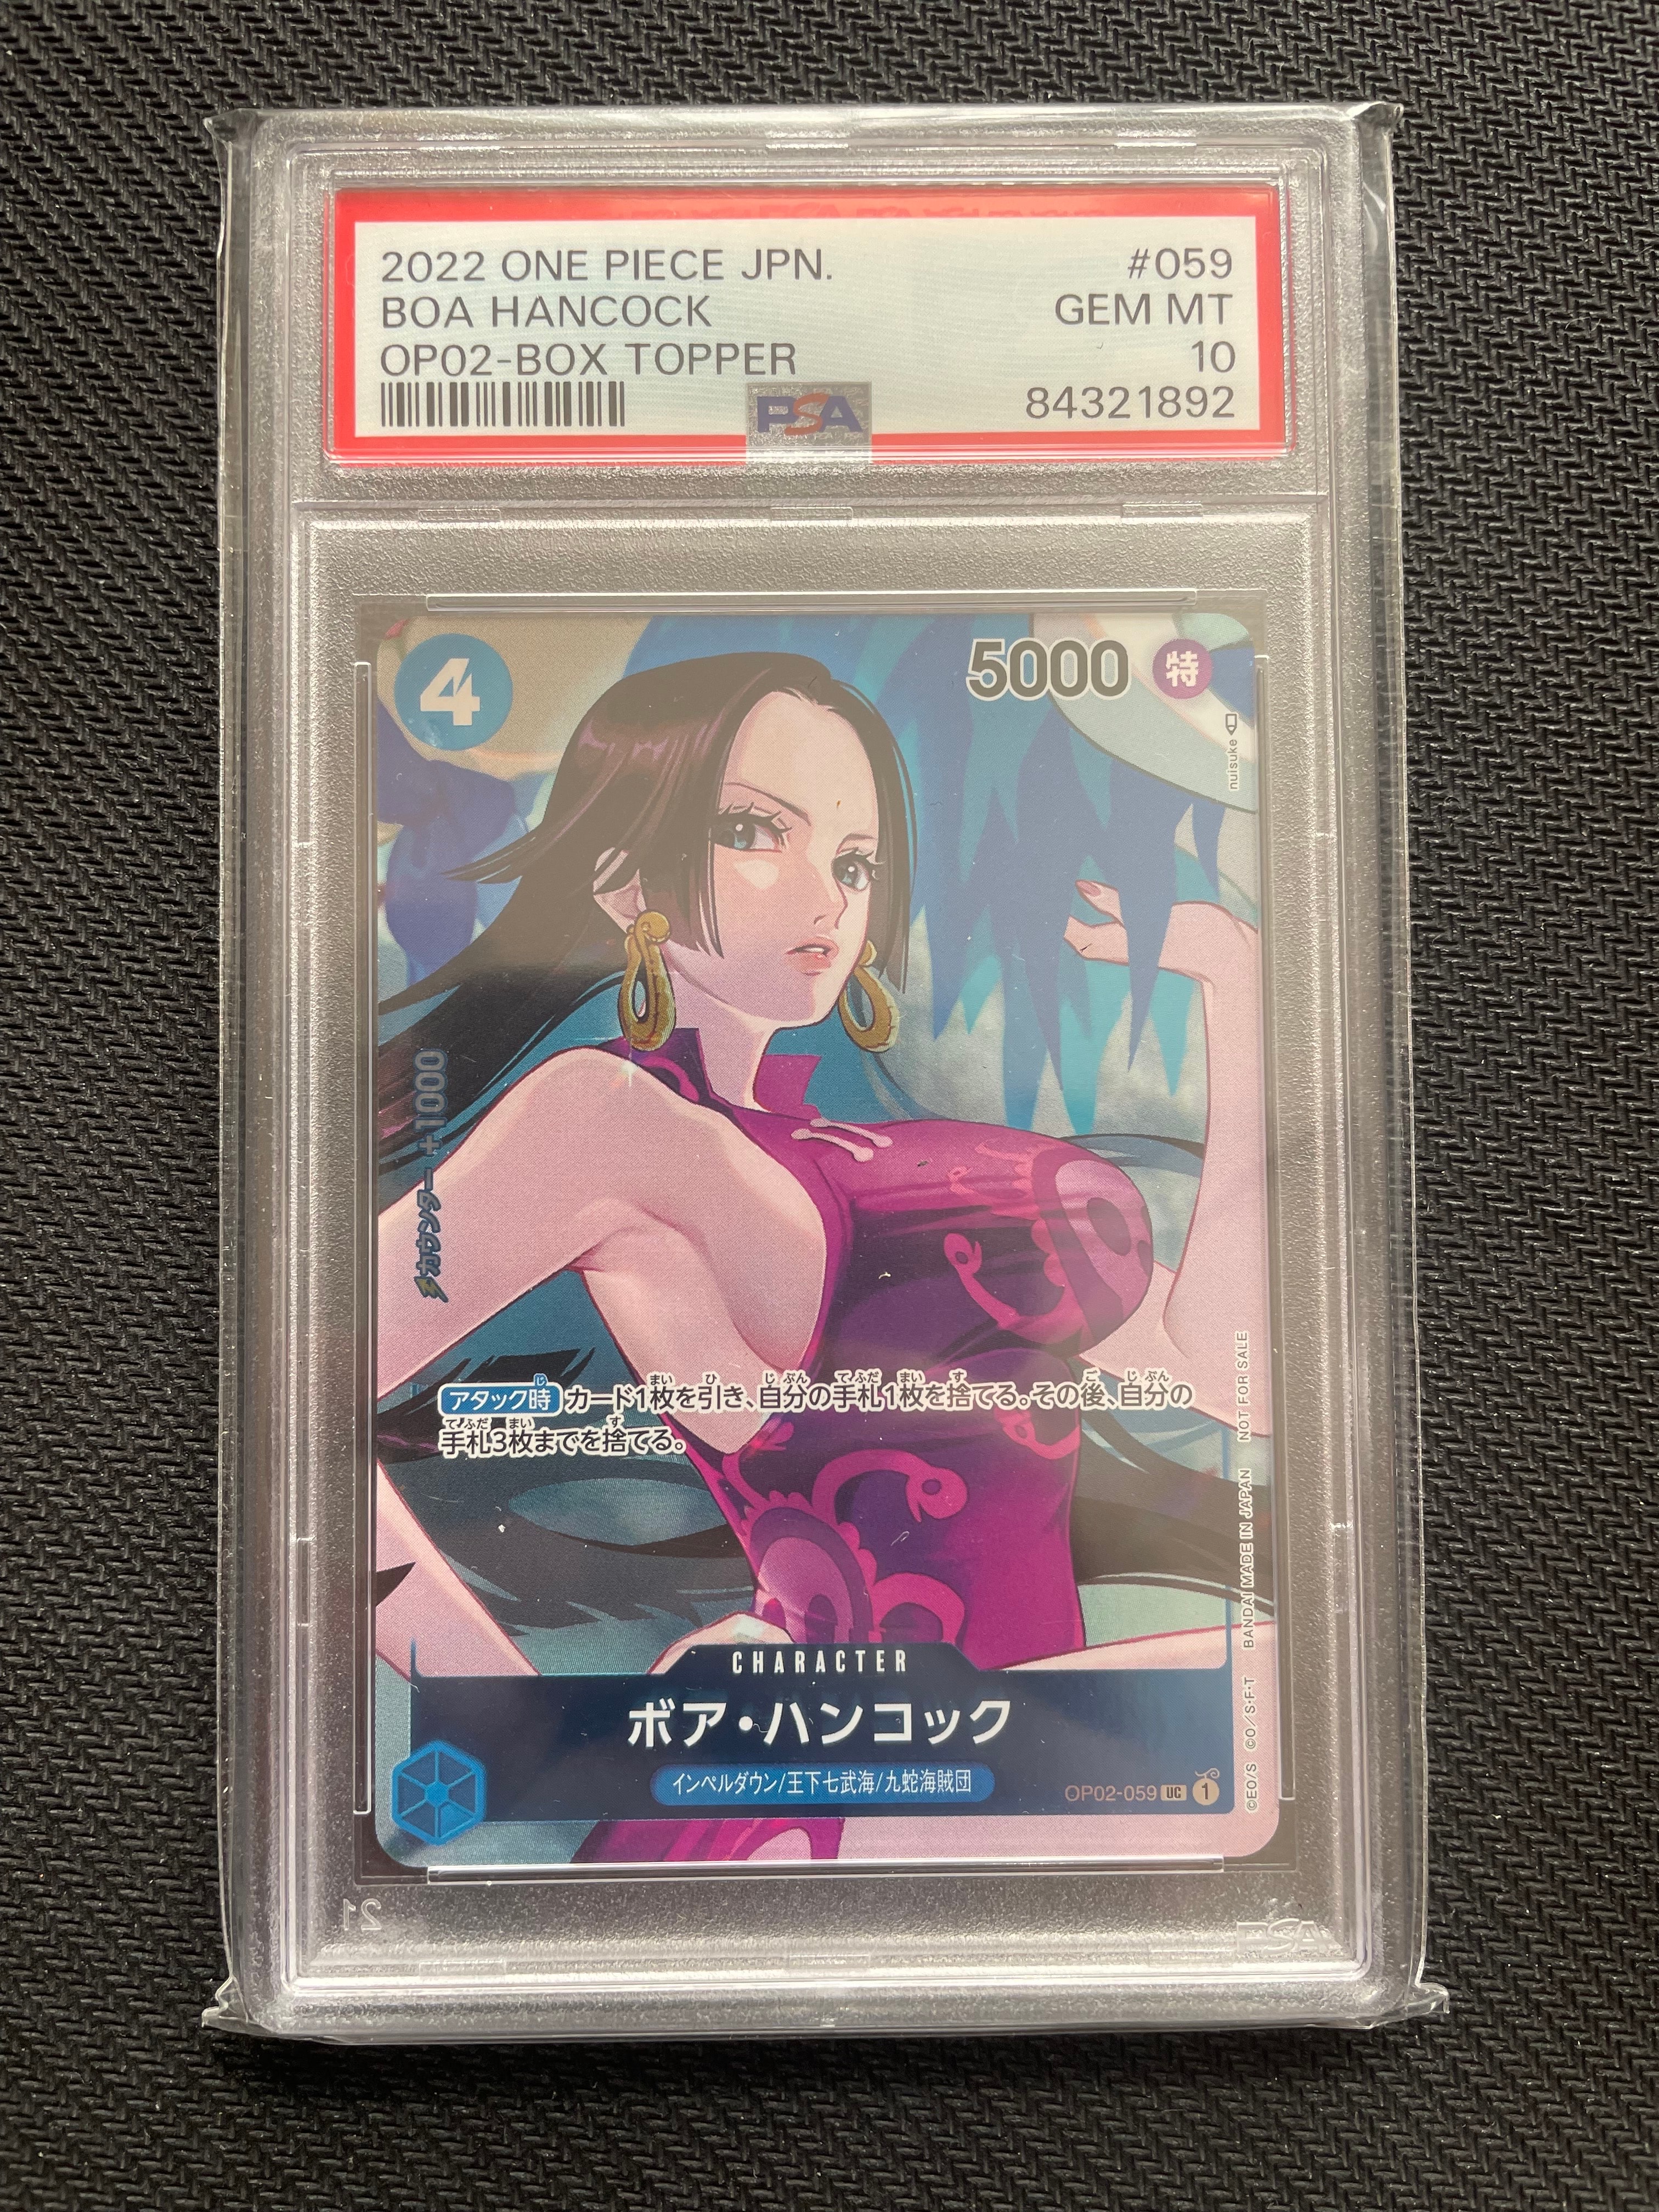 2022 ONE PIECE JPN. #059
BOA HANCOCK GEM MT
OP02-BOX TOPPER 10
84321892
PSA
4
5000 特
nuisuke
カウンター +1000
アタック時 カード1枚を引き、自分の手札1枚を捨てる。その後、自分の
手札3枚までを捨てる。
CHARACTER
ボア・ハンコック
インペルダウン/王下七武海/九蛇海賊団
OP02-059 UC 1
©EO/S ©O/S・F・T BANDAI MADE IN JAPAN NOT FOR SALE
21
PSA